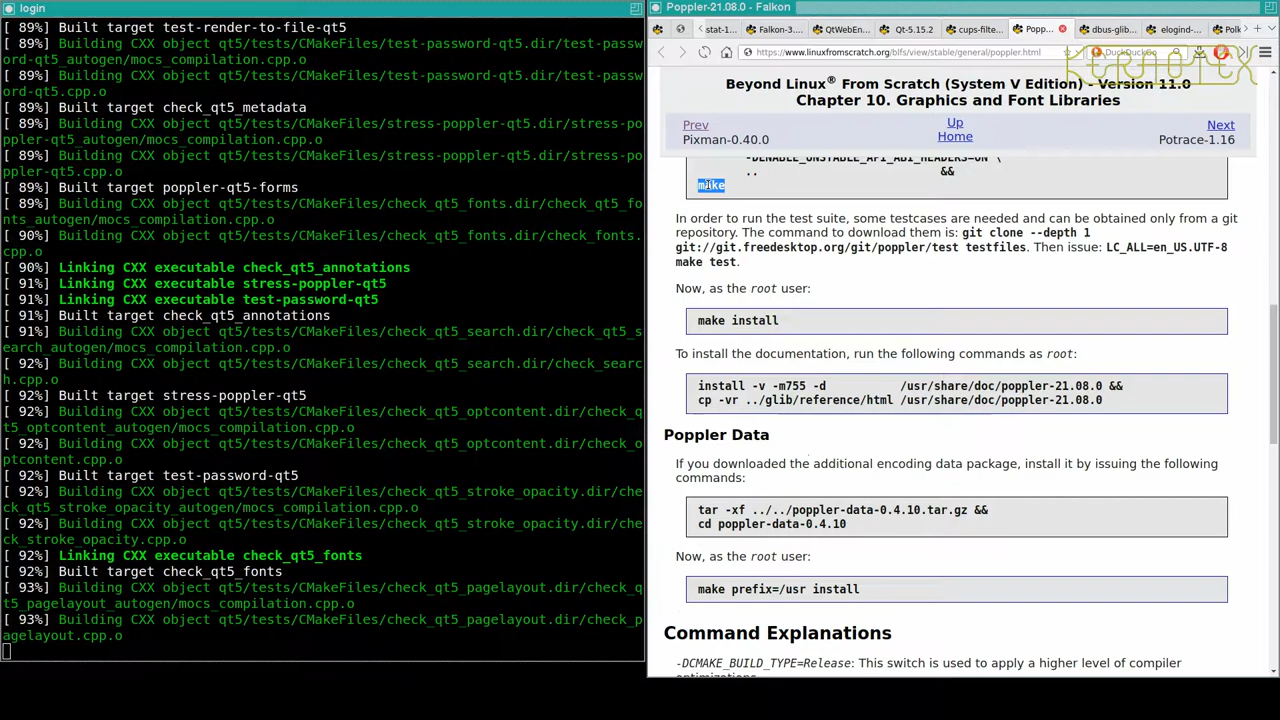 login
[ 89%] Built target test-render-to-file-qt5
[ 89%] Building CXX object qt5/tests/CMakeFiles/test-password-qt5.dir/test-passw
ord-qt5_autogen/mocs_compilation.cpp.o
[ 89%] Building CXX object qt5/tests/CMakeFiles/test-password-qt5.dir/test-passw
ord-qt5.cpp.o
[ 89%] Built target check_qt5_metadata
[ 89%] Building CXX object qt5/tests/CMakeFiles/stress-poppler-qt5.dir/stress-po
ppler-qt5_autogen/mocs_compilation.cpp.o
[ 89%] Building CXX object qt5/tests/CMakeFiles/stress-poppler-qt5.dir/stress-po
ppler-qt5.cpp.o
[ 89%] Built target poppler-qt5-forms
[ 89%] Building CXX object qt5/tests/CMakeFiles/check_qt5_fonts.dir/check_qt5_fo
nts_autogen/mocs_compilation.cpp.o
[ 90%] Building CXX object qt5/tests/CMakeFiles/check_qt5_fonts.dir/check_fonts.
cpp.o
[ 90%] Linking CXX executable check_qt5_annotations
[ 91%] Linking CXX executable stress-poppler-qt5
[ 91%] Linking CXX executable test-password-qt5
[ 91%] Built target check_qt5_annotations
[ 91%] Building CXX object qt5/tests/CMakeFiles/check_qt5_search.dir/check_qt5_s
earch_autogen/mocs_compilation.cpp.o
[ 92%] Building CXX object qt5/tests/CMakeFiles/check_qt5_search.dir/check_searc
h.cpp.o
[ 92%] Built target stress-poppler-qt5
[ 92%] Building CXX object qt5/tests/CMakeFiles/check_qt5_optcontent.dir/check_q
t5_optcontent_autogen/mocs_compilation.cpp.o
[ 92%] Building CXX object qt5/tests/CMakeFiles/check_qt5_optcontent.dir/check_o
ptcontent.cpp.o
[ 92%] Built target test-password-qt5
[ 92%] Building CXX object qt5/tests/CMakeFiles/check_qt5_stroke_opacity.dir/che
ck_qt5_stroke_opacity_autogen/mocs_compilation.cpp.o
[ 92%] Building CXX object qt5/tests/CMakeFiles/check_qt5_stroke_opacity.dir/che
ck_stroke_opacity.cpp.o
[ 92%] Linking CXX executable check_qt5_fonts
[ 92%] Built target check_qt5_fonts
[ 93%] Building CXX object qt5/tests/CMakeFiles/check_qt5_pagelayout.dir/check_q
t5_pagelayout_autogen/mocs_compilation.cpp.o
[ 93%] Building CXX object qt5/tests/CMakeFiles/check_qt5_pagelayout.dir/check_p
agelayout.cpp.o
Poppler-21.08.0 - Falkon
stat-1... Falkon-3... QtWebEn... Qt-5.15.2 cups-filte... Popp... dbus-glib... elogind-... Polk
https://www.linuxfromscratch.org/blfs/view/stable/general/poppler.html DuckDuckGo
KERNOTEX
Beyond Linux® From Scratch (System V Edition) - Version 11.0
Chapter 10. Graphics and Font Libraries
Prev Up Next
Pixman-0.40.0 Home Potrace-1.16
-DENABLE_UNSTABLE_API_ABI_HEADERS=ON \
.. &&
make
In order to run the test suite, some testcases are needed and can be obtained only from a git
repository. The command to download them is: git clone --depth 1
git://git.freedesktop.org/git/poppler/test testfiles. Then issue: LC_ALL=en_US.UTF-8
make test.
Now, as the root user:
make install
To install the documentation, run the following commands as root:
install -v -m755 -d /usr/share/doc/poppler-21.08.0 &&
cp -vr ../glib/reference/html /usr/share/doc/poppler-21.08.0
Poppler Data
If you downloaded the additional encoding data package, install it by issuing the following
commands:
tar -xf ../../poppler-data-0.4.10.tar.gz &&
cd poppler-data-0.4.10
Now, as the root user:
make prefix=/usr install
Command Explanations
-DCMAKE_BUILD_TYPE=Release: This switch is used to apply a higher level of compiler
optimizations.